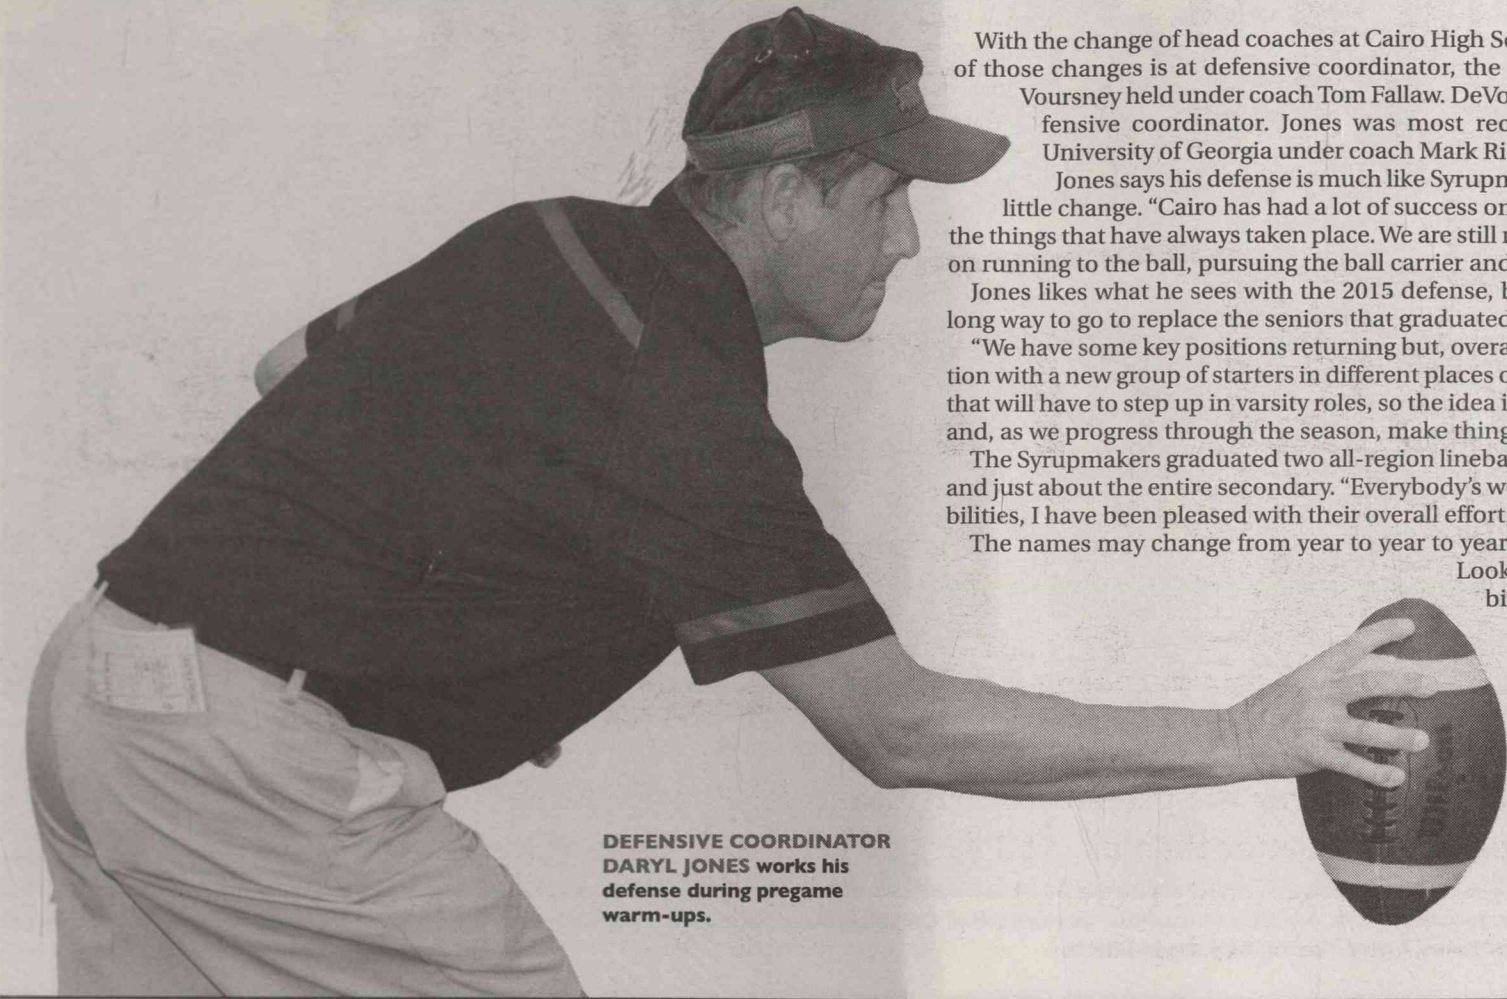 With the change of head coaches at Cairo High
of those changes is at defensive coordinator, the
Voursney held under coach Tom Fallaw.
fensive coordinator. Jones was most
University of Georgia under coach Mark
Jones says his defense is much like
little change. “Cairo has had a lot of success
the things that have always taken place. We are still
on running to the ball, pursuing the ball carrier and
Jones likes what he sees with the 2015 defense,
long way to go to replace the seniors that graduated
“We have some key positions returning but,
tion with a new group of starters in different places
that will have to step up in varsity roles, so the idea
and, as we progress through the season, make
The Syrupmakers graduated two all-region
and just about the entire secondary. “Everybody’s
bilities, I have been pleased with their overall effort
The names may change from year to year to year
Look
DEFENSIVE COORDINATOR
DARYL JONES works his
defense during pregame
warm-ups.
Wilson